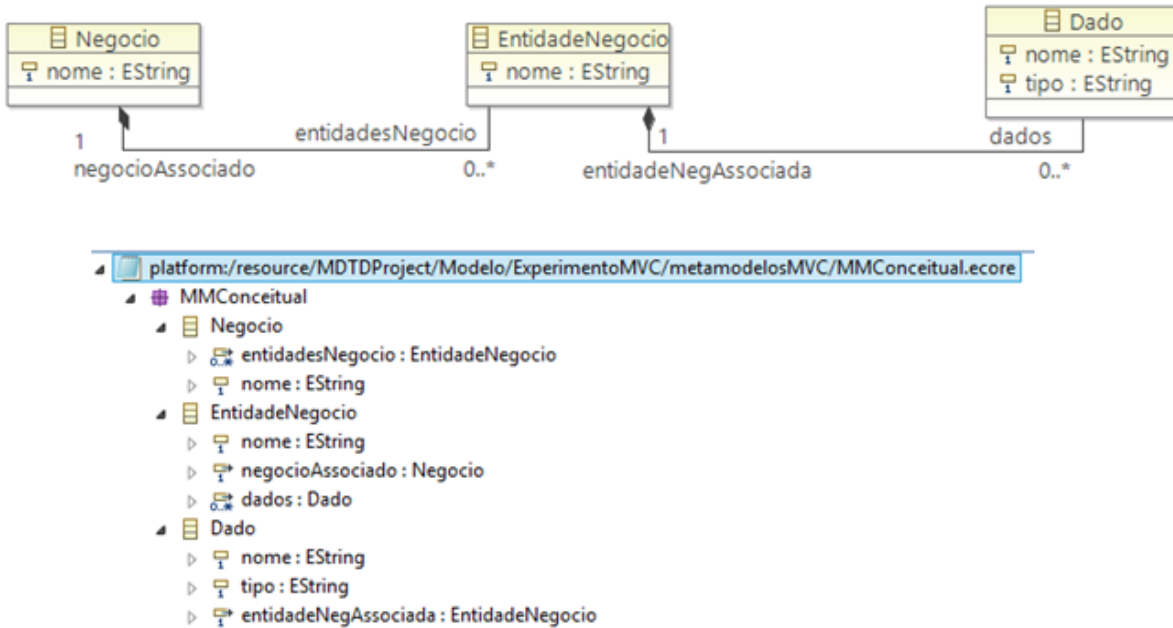 Negocio
nome : EString
EntidadeNegocio
nome : EString
Dado
nome : EString
tipo : EString
1
entidadesNegocio
negocioAssociado
0..*
1
dados
entidadeNegAssociada
0..*
platform:/resource/MDTDProject/Modelo/ExperimentoMVC/metamodelosMVC/MMConceitual.ecore
MMConceitual
Negocio
entidadesNegocio : EntidadeNegocio
nome : EString
EntidadeNegocio
nome : EString
negocioAssociado : Negocio
dados : Dado
Dado
nome : EString
tipo : EString
entidadeNegAssociada : EntidadeNegocio